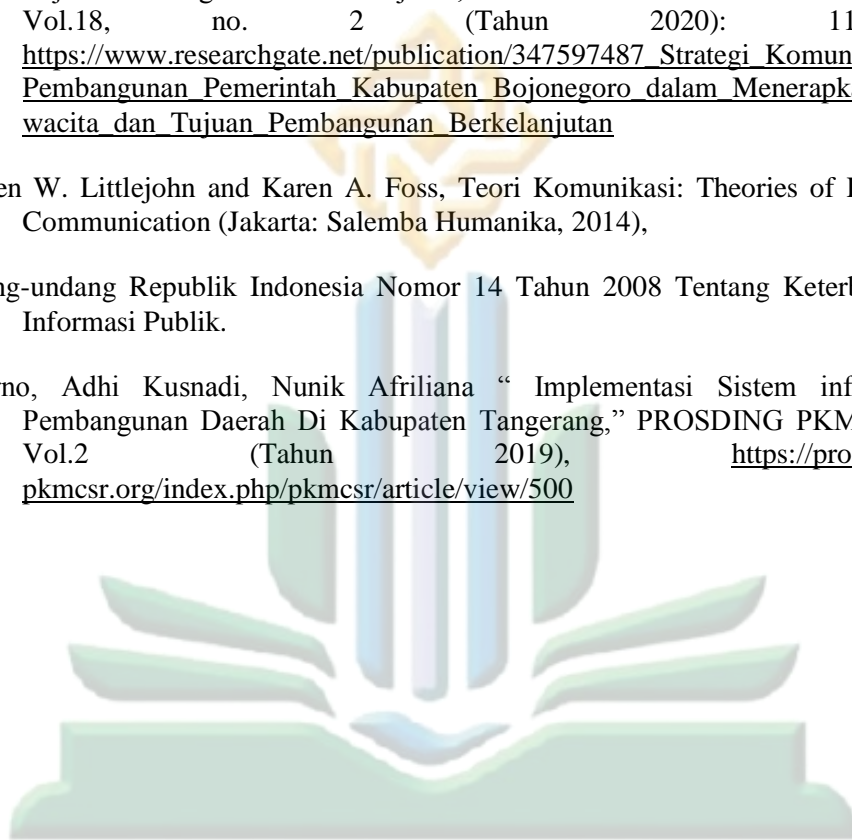 Vol.18, no. 2 (Tahun 2020): 11
https://www.researchgate.net/publication/347597487_Strategi_Komun
Pembangunan_Pemerintah_Kabupaten_Bojonegoro_dalam_Menerapka
wacita_dan_Tujuan_Pembangunan_Berkelanjutan
en W. Littlejohn and Karen A. Foss, Teori Komunikasi: Theories of
Communication (Jakarta: Salemba Humanika, 2014),
ng-undang Republik Indonesia Nomor 14 Tahun 2008 Tentang Keterb
Informasi Publik.
no, Adhi Kusnadi, Nunik Afriliana “ Implementasi Sistem inf
Pembangunan Daerah Di Kabupaten Tangerang,” PROSDING PKM
Vol.2 (Tahun 2019), https://pro
pkmcsr.org/index.php/pkmcsr/article/view/500